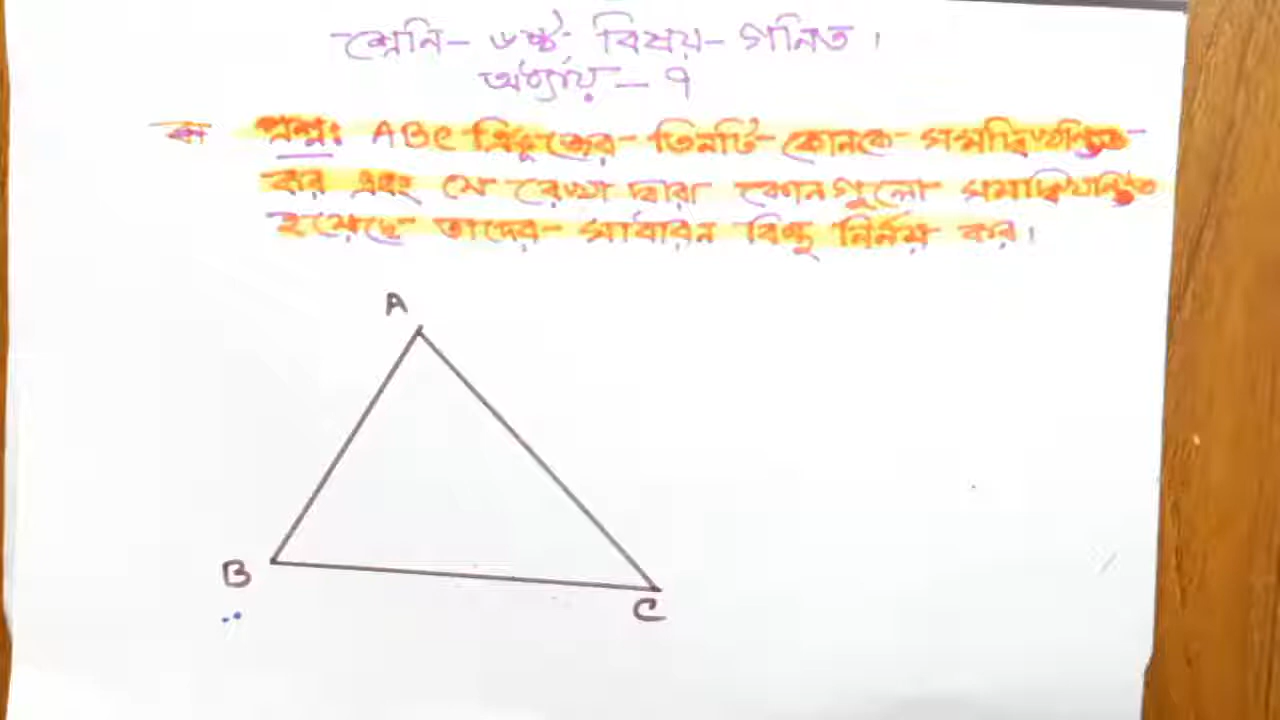 শ্রেনি- ৬ষ্ঠ বিষয়- গনিত।
অধ্যায় - ৭
ক প্রশ্নঃ ABC ত্রিভূজের- তিনটি- কোনকে- সমদ্বিখন্ডিত-
কর এবং যে রেখা দ্বারা কোনগুলো সমদ্বিখন্ডিত
হয়েছে তাদের- সাধারন বিন্দু নির্নয় কর।
A
B
C